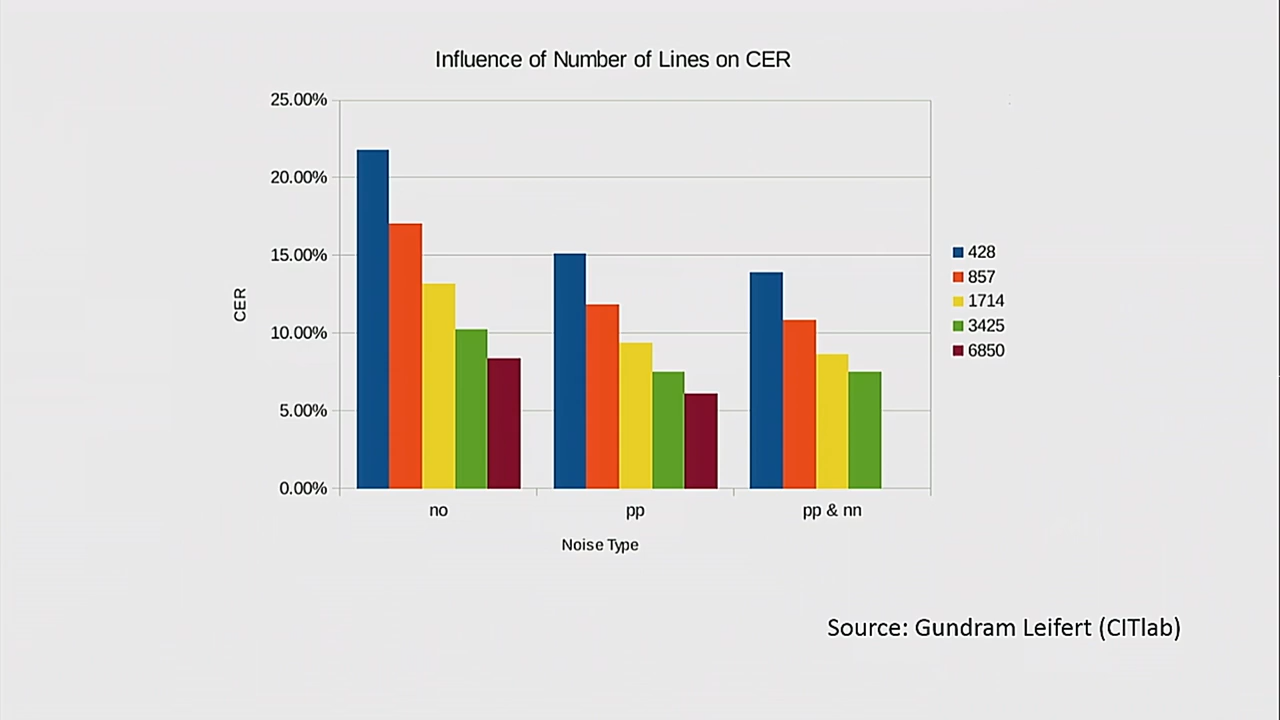 Influence of Number of Lines on CER
25.00%
20.00%
15.00%
10.00%
5.00%
0.00%
CER
no
pp
pp & nn
Noise Type
428
857
1714
3425
6850
Source: Gundram Leifert (CITlab)